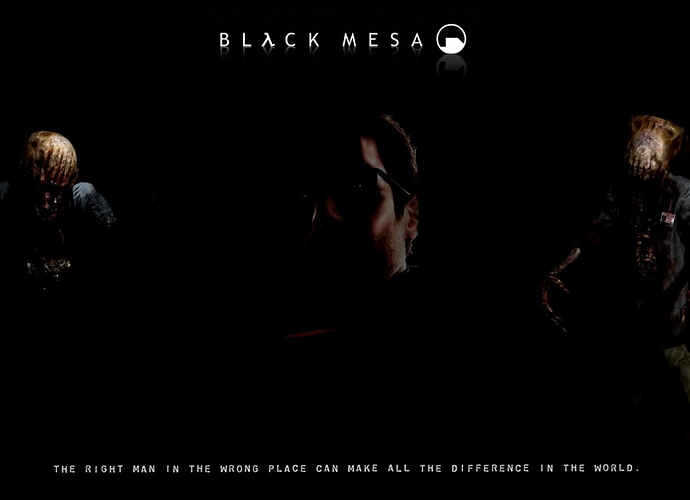 BLλCK MESA
THE RIGHT MAN IN THE WRONG PLACE CAN MAKE ALL THE DIFFERENCE IN THE WORLD.